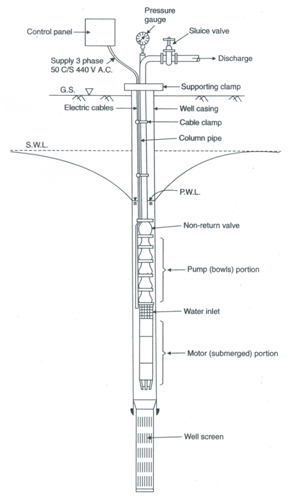 Pressure
gauge
Sluice valve
Control panel
Discharge
Supply 3 phase
50 C/S 440 V A.C.
Supporting clamp
G.S.
Electric cables
Well casing
Cable clamp
Column pipe
S.W.L.
P.W.L.
Non-return valve
Pump (bowls) portion
Water inlet
Motor (submerged) portion
Well screen